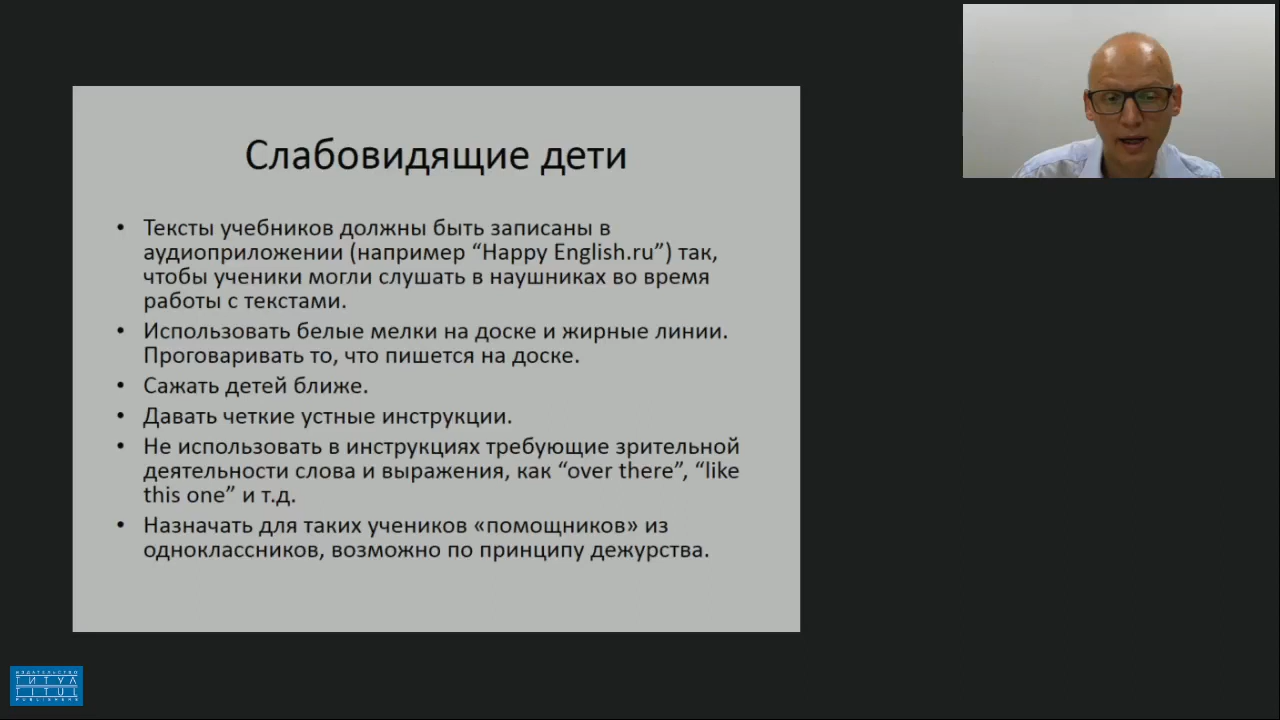 Слабовидящие дети
• Тексты учебников должны быть записаны в
аудиоприложении (например “Happy English.ru”) так,
чтобы ученики могли слушать в наушниках во время
работы с текстами.
• Использовать белые мелки на доске и жирные линии.
Проговаривать то, что пишется на доске.
• Сажать детей ближе.
• Давать четкие устные инструкции.
• Не использовать в инструкциях требующие зрительной
деятельности слова и выражения, как “over there”, “like
this one” и т.д.
• Назначать для таких учеников «помощников» из
одноклассников, возможно по принципу дежурства.
ИЗДАТЕЛЬСТВО
ТИТУЛ
TITUL
PUBLISHERS